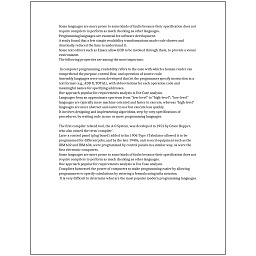 Some languages are more prone to some kinds of faults because their specification does not
require compilers to perform as much checking as other languages.
Programming languages are essential for software development.
It easily found that a few simple readability transformations made code shorter and
drastically reduced the time to understand it.
Some text editors such as Emacs allow GDB to be invoked through them, to provide a visual
environment.
The following properties are among the most important:
In computer programming, readability refers to the ease with which a human reader can
comprehend the purpose, control flow, and operation of source code.
Assembly languages were soon developed that let the programmer specify instruction in a
text format (e.g., ADD X, TOTAL), with abbreviations for each operation code and
meaningful names for specifying addresses.
One approach popular for requirements analysis is Use Case analysis.
Languages form an approximate spectrum from "low-level" to "high-level"; "low-level"
languages are typically more machine-oriented and faster to execute, whereas "high-level"
languages are more abstract and easier to use but execute less quickly.
It involves designing and implementing algorithms, step-by-step specifications of
procedures, by writing code in one or more programming languages.
The first compiler related tool, the A-0 System, was developed in 1952 by Grace Hopper,
who also coined the term 'compiler'.
Later a control panel (plug board) added to his 1906 Type I Tabulator allowed it to be
programmed for different jobs, and by the late 1940s, unit record equipment such as the
IBM 602 and IBM 604, were programmed by control panels in a similar way, as were the
first electronic computers.
Some languages are more prone to some kinds of faults because their specification does not
require compilers to perform as much checking as other languages.
One approach popular for requirements analysis is Use Case analysis.
Compilers harnessed the power of computers to make programming easier by allowing
programmers to specify calculations by entering a formula using infix notation.
It is very difficult to determine what are the most popular modern programming languages.